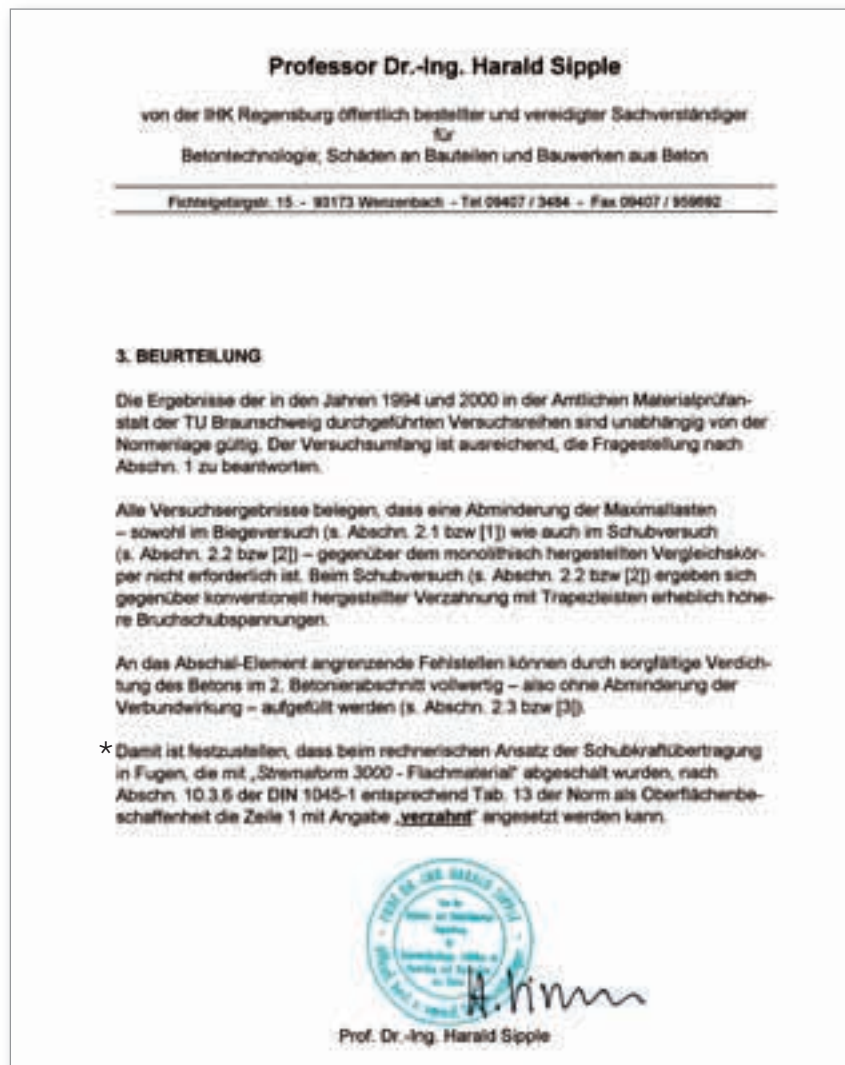 Professor Dr.-Ing. Harald Sipple
von der IHK Regensburg öffentlich bestellter und vereidigter Sachverständiger
für
Betontechnologie; Schäden an Bauteilen und Bauwerken aus Beton
Fichtelgebirgstr. 15 - 93173 Wenzenbach - Tel 09407 / 3484 - Fax 09407 / 959692
3. BEURTEILUNG
Die Ergebnisse der in den Jahren 1994 und 2000 in der Amtlichen Materialprüfan-
stalt der TU Braunschweig durchgeführten Versuchsreihen sind unabhängig von der
Normenlage gültig. Der Versuchsumfang ist ausreichend, die Fragestellung nach
Abschn. 1 zu beantworten.
Alle Versuchsergebnisse belegen, dass eine Abminderung der Maximallasten
– sowohl im Biegeversuch (s. Abschn. 2.1 bzw [1]) wie auch im Schubversuch
(s. Abschn. 2.2 bzw [2]) – gegenüber dem monolithisch hergestellten Vergleichskör-
per nicht erforderlich ist. Beim Schubversuch (s. Abschn. 2.2 bzw [2]) ergeben sich
gegenüber konventionell hergestellter Verzahnung mit Trapezleisten erheblich höhe-
re Bruchschubspannungen.
An das Abschal-Element angrenzende Fehlstellen können durch sorgfältige Verdich-
tung des Betons im 2. Betonierabschnitt vollwertig – also ohne Abminderung der
Verbundwirkung – aufgefüllt werden (s. Abschn. 2.3 bzw [3]).
* Damit ist festzustellen, dass beim rechnerischen Ansatz der Schubkraftübertragung
in Fugen, die mit „Stremaform 3000 - Flachmaterial" abgeschalt wurden, nach
Abschn. 10.3.6 der DIN 1045-1 entsprechend Tab. 13 der Norm als Oberflächenbe-
schaffenheit die Zeile 1 mit Angabe „verzahnt" angesetzt werden kann.
PROF. DR.-ING. HARALD SIPPLE
Prof. Dr.-Ing. Harald Sipple